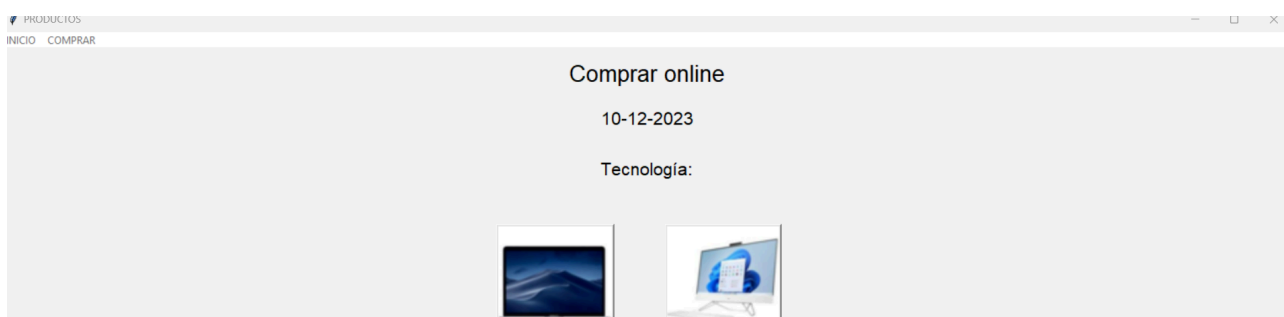 PRODUCTOS
INICIO COMPRAR
Comprar online
10-12-2023
Tecnología: